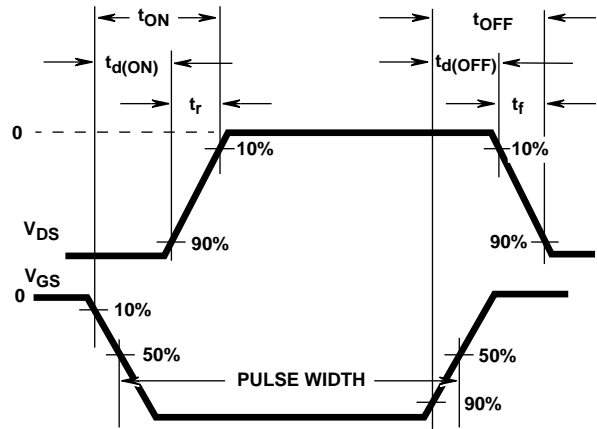 tON
tOFF
td(ON)
td(OFF)
tr
tf
0
10%
10%
VDS
90%
90%
VGS
0
10%
50%
50%
PULSE WIDTH
90%